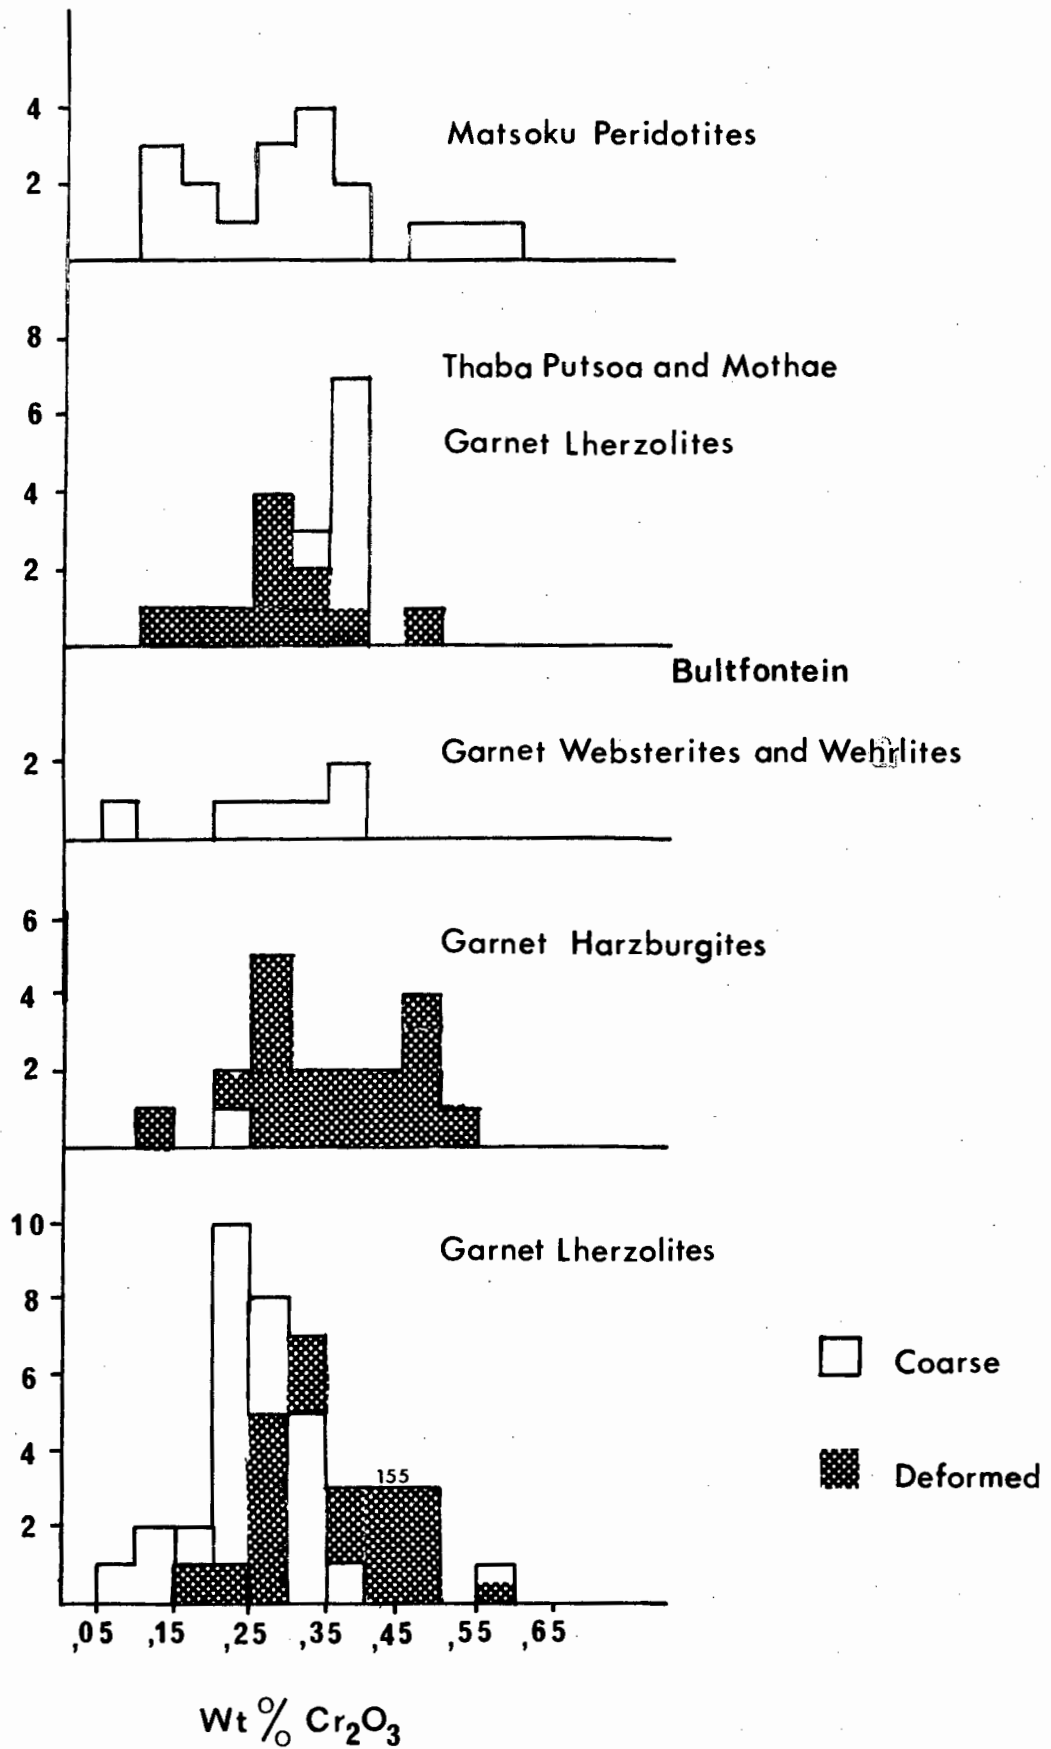 4
2
Matsoku Peridotites
8
6
4
2
Thaba Putsoa and Mothae
Garnet Lherzolites
Bultfontein
2
Garnet Websterites and Wehrlites
6
4
2
Garnet Harzburgites
10
8
6
4
2
Garnet Lherzolites
155
Coarse
Deformed
,05 ,15 ,25 ,35 ,45 ,55 ,65
Wt % Cr₂O₃